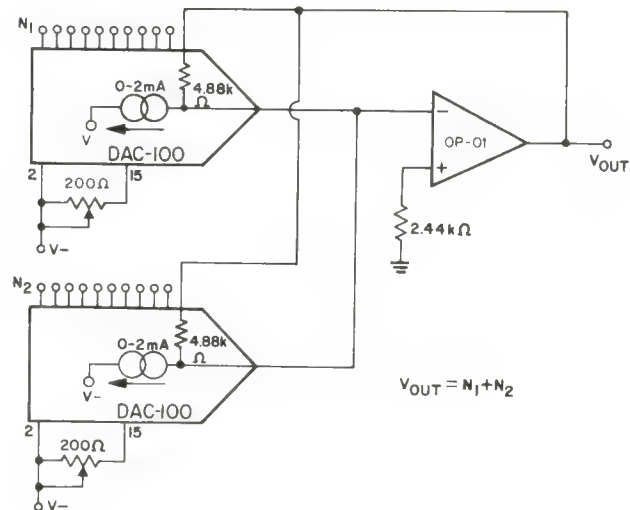 N1
0-2mA
4.88k
Ω
V
DAC-100
2
15
200Ω
V-
OP-01
−
+
VOUT
2.44kΩ
N2
0-2mA
4.88k
Ω
V-
DAC-100
2
15
200Ω
V-
VOUT = N1+N2